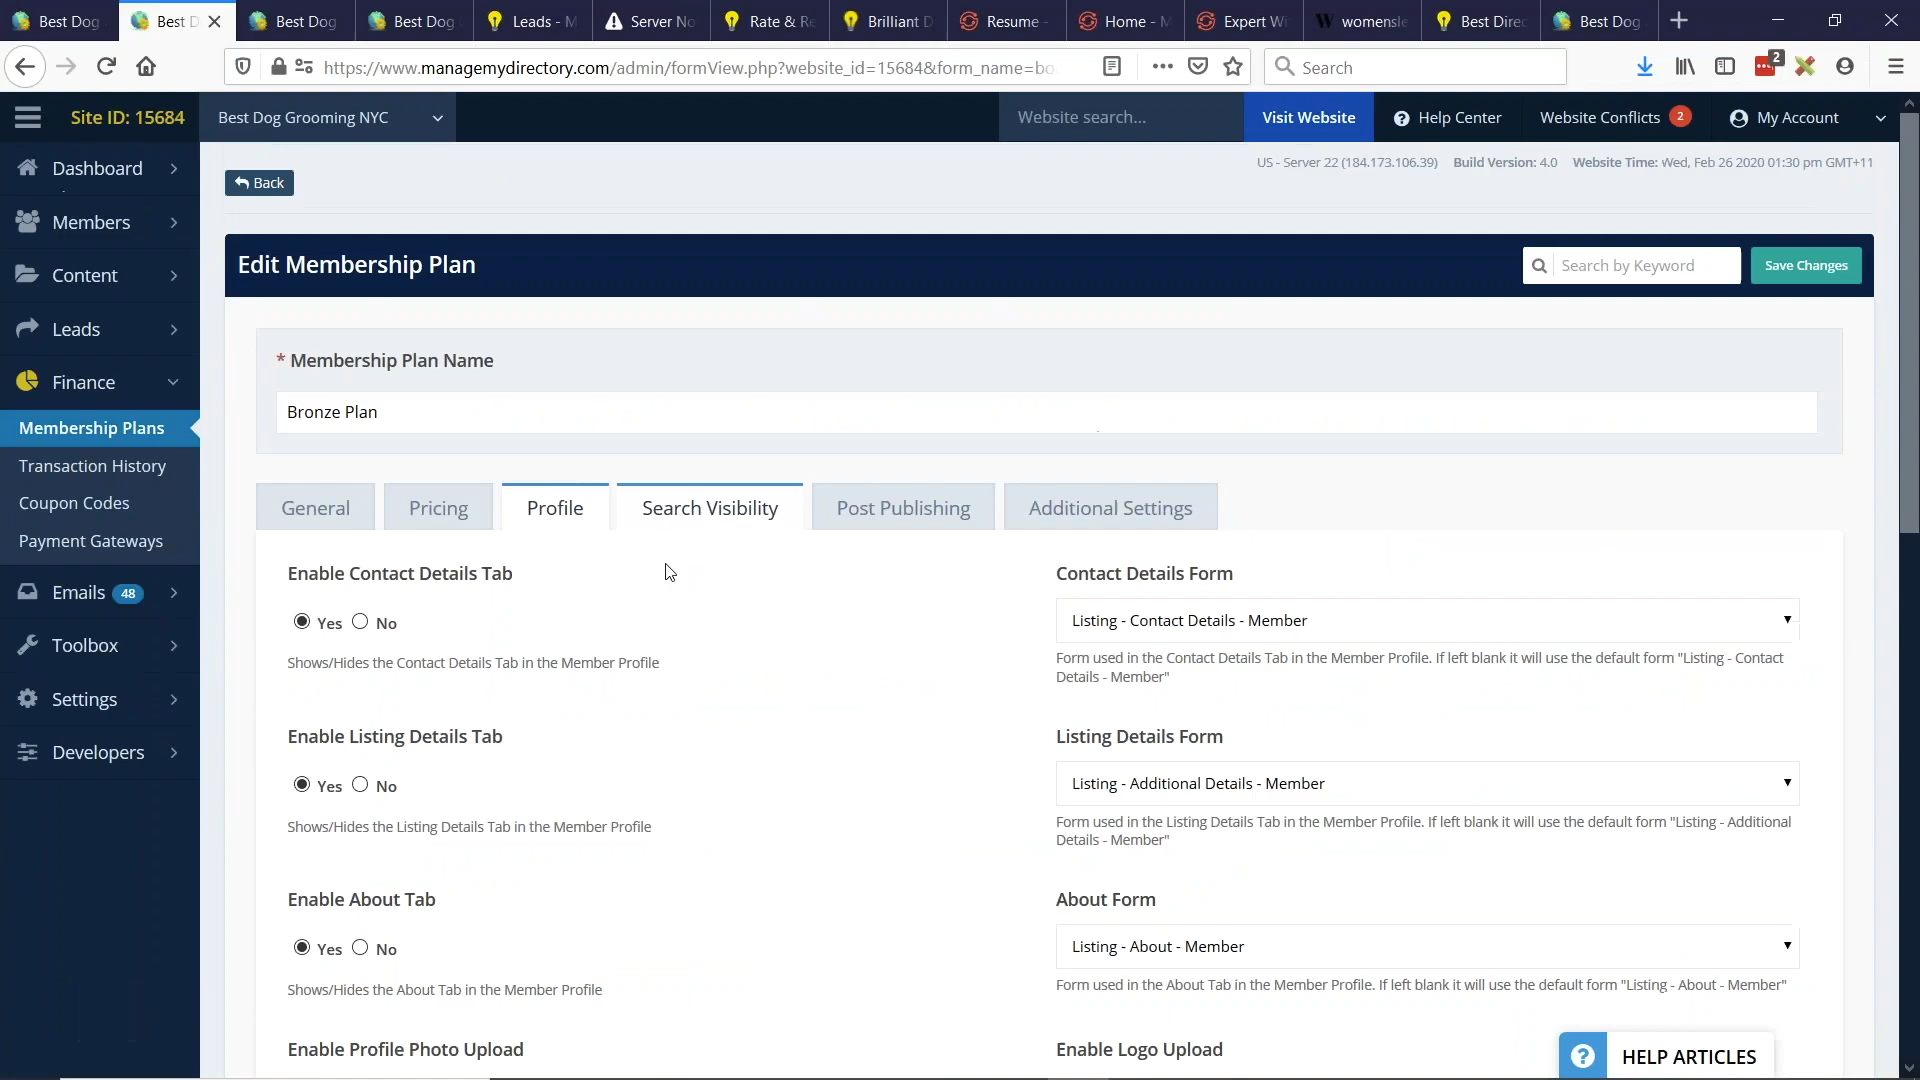 Best Dog
Best D
Best Dog
Best Dog
Leads - M
Server No
Rate & Re
Brilliant D
Resume -
Home - M
Expert Wi
womensle
Best Direc
Best Dog
https://www.managemydirectory.com/admin/formView.php?website_id=15684&form_name=bo
Search
2
Site ID: 15684
Best Dog Grooming NYC
Website search...
Visit Website
Help Center
Website Conflicts 2
My Account
US - Server 22 (184.173.106.39) Build Version: 4.0 Website Time: Wed, Feb 26 2020 01:30 pm GMT+11
Dashboard
Members
Content
Leads
Finance
Membership Plans
Transaction History
Coupon Codes
Payment Gateways
Emails 48
Toolbox
Settings
Developers
Back
Edit Membership Plan
Search by Keyword
Save Changes
* Membership Plan Name
Bronze Plan
General
Pricing
Profile
Search Visibility
Post Publishing
Additional Settings
Enable Contact Details Tab
Yes No
Shows/Hides the Contact Details Tab in the Member Profile
Contact Details Form
Listing - Contact Details - Member
Form used in the Contact Details Tab in the Member Profile. If left blank it will use the default form "Listing - Contact
Details - Member"
Enable Listing Details Tab
Yes No
Shows/Hides the Listing Details Tab in the Member Profile
Listing Details Form
Listing - Additional Details - Member
Form used in the Listing Details Tab in the Member Profile. If left blank it will use the default form "Listing - Additional
Details - Member"
Enable About Tab
Yes No
Shows/Hides the About Tab in the Member Profile
About Form
Listing - About - Member
Form used in the About Tab in the Member Profile. If left blank it will use the default form "Listing - About - Member"
Enable Profile Photo Upload
Enable Logo Upload
HELP ARTICLES